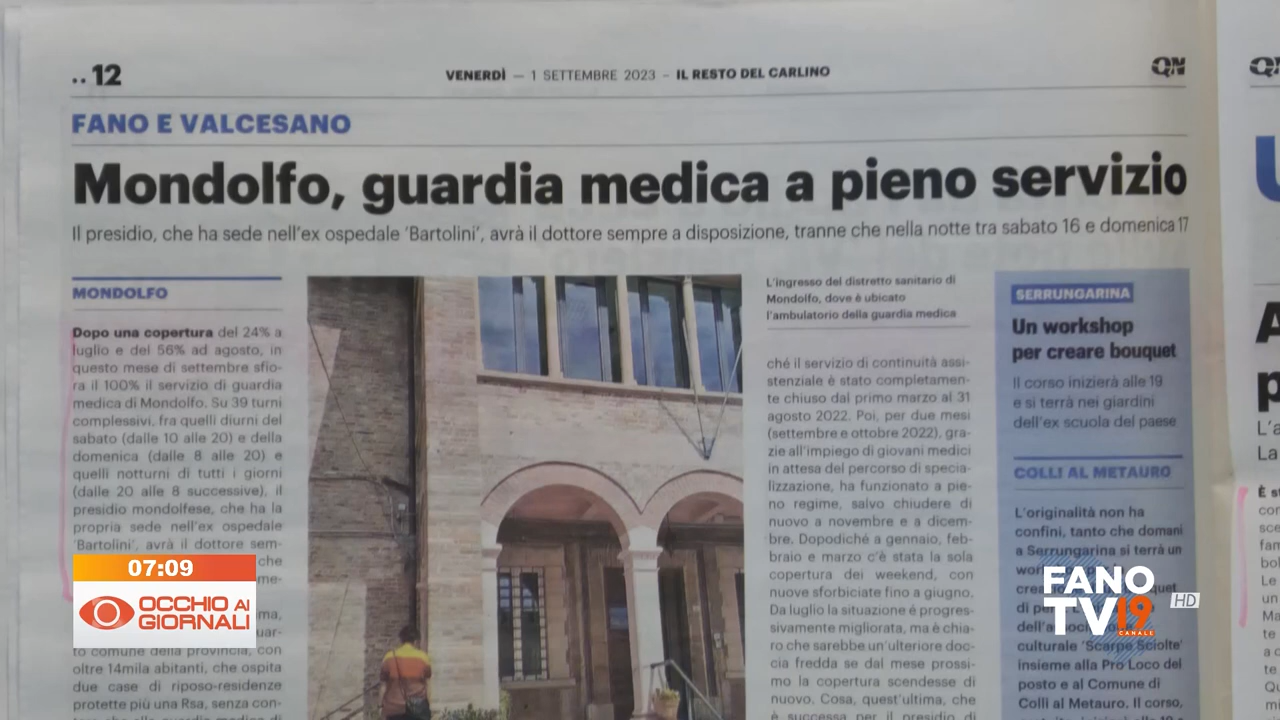 ..12
VENERDÌ — 1 SETTEMBRE 2023 – IL RESTO DEL CARLINO
QN
FANO E VALCESANO
Mondolfo, guardia medica a pieno servizio
Il presidio, che ha sede nell'ex ospedale 'Bartolini', avrà il dottore sempre a disposizione, tranne che nella notte tra sabato 16 e domenica 17
MONDOLFO
Dopo una copertura del 24% a
luglio e del 56% ad agosto, in
questo mese di settembre sfio-
ra il 100% il servizio di guardia
medica di Mondolfo. Su 39 turni
complessivi, fra quelli diurni del
sabato (dalle 10 alle 20) e della
domenica (dalle 8 alle 20) e
quelli notturni di tutti i giorni
(dalle 20 alle 8 successive), il
presidio mondolfese, che ha la
propria sede nell'ex ospedale
'Bartolini', avrà il dottore sem-
che
to comune della provincia, con
oltre 14mila abitanti, che ospita
due case di riposo-residenze
protette più una Rsa, senza con-
L'ingresso del distretto sanitario di
Mondolfo, dove è ubicato
l'ambulatorio della guardia medica
ché il servizio di continuità assi-
stenziale è stato completamen-
te chiuso dal primo marzo al 31
agosto 2022. Poi, per due mesi
(settembre e ottobre 2022), gra-
zie all'impiego di giovani medici
in attesa del percorso di specia-
lizzazione, ha funzionato a pie-
no regime, salvo chiudere di
nuovo a novembre e a dicem-
bre. Dopodiché a gennaio, feb-
braio e marzo c'è stata la sola
copertura dei weekend, con
nuove sforbiciate fino a giugno.
Da luglio la situazione è progres-
sivamente migliorata, ma è chia-
ro che sarebbe un'ulteriore doc-
cia fredda se dal mese prossi-
mo la copertura scendesse di
nuovo. Cosa, quest'ultima, che
è successa per il presidio di
SERRUNGARINA
Un workshop
per creare bouquet
Il corso inizierà alle 19
e si terrà nei giardini
dell'ex scuola del paese
COLLI AL METAURO
L'originalità non ha
confini, tanto che domani
a Serrungarina si terrà un
culturale 'Scarpe Sciolte'
insieme alla Pro Loco del
posto e al Comune di
Colli al Metauro. Il corso,
07:09
OCCHIO AI
GIORNALI
FANO
TV19
CANALE
HD